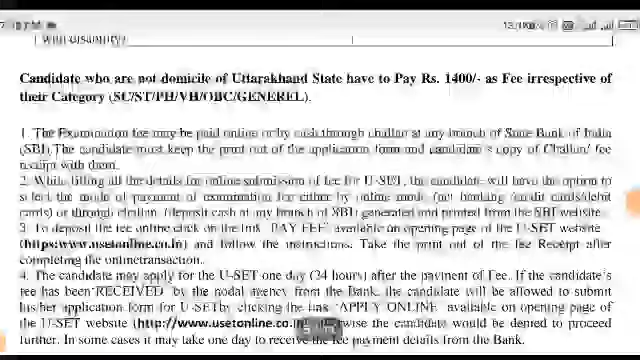 with disability)
Candidate who are not domicile of Uttarakhand State have to Pay Rs. 1400/- as Fee irrespective of
their Category (SC/ST/PH/VH/OBC/GENEREL).
1. The Examination fee may be paid online or by cash through challan at any branch of State Bank of India
(SBI).The candidate must keep the print out of the application form and candidate's copy of Challan/ fee
receipt with them.
2. While filling all the details for online submission of fee for U-SET, the candidate will have the option to
select the mode of payment of examination fee either by online mode (net banking/credit cards/debit
cards) or through challan (deposit cash at any branch of SBI) generated and printed from the SBI website.
3. To deposit the fee online click on the link 'PAY FEE' available on opening page of the U-SET website
(https:www.usetonline.co.in) and follow the instructions. Take the print out of the fee Receipt after
completing the onlinetransaction.
4. The candidate may apply for the U-SET one day (24 hours) after the payment of Fee. If the candidate's
fee has been 'RECEIVED' by the nodal agency from the Bank, the candidate will be allowed to submit
his/her application form for U-SET by clicking the link 'APPLY ONLINE' available on opening page of
the U-SET website (http://www.usetonline.co.in) the candidate would be denied to proceed
further. In some cases it may take one day to receive the fee payment details from the Bank.